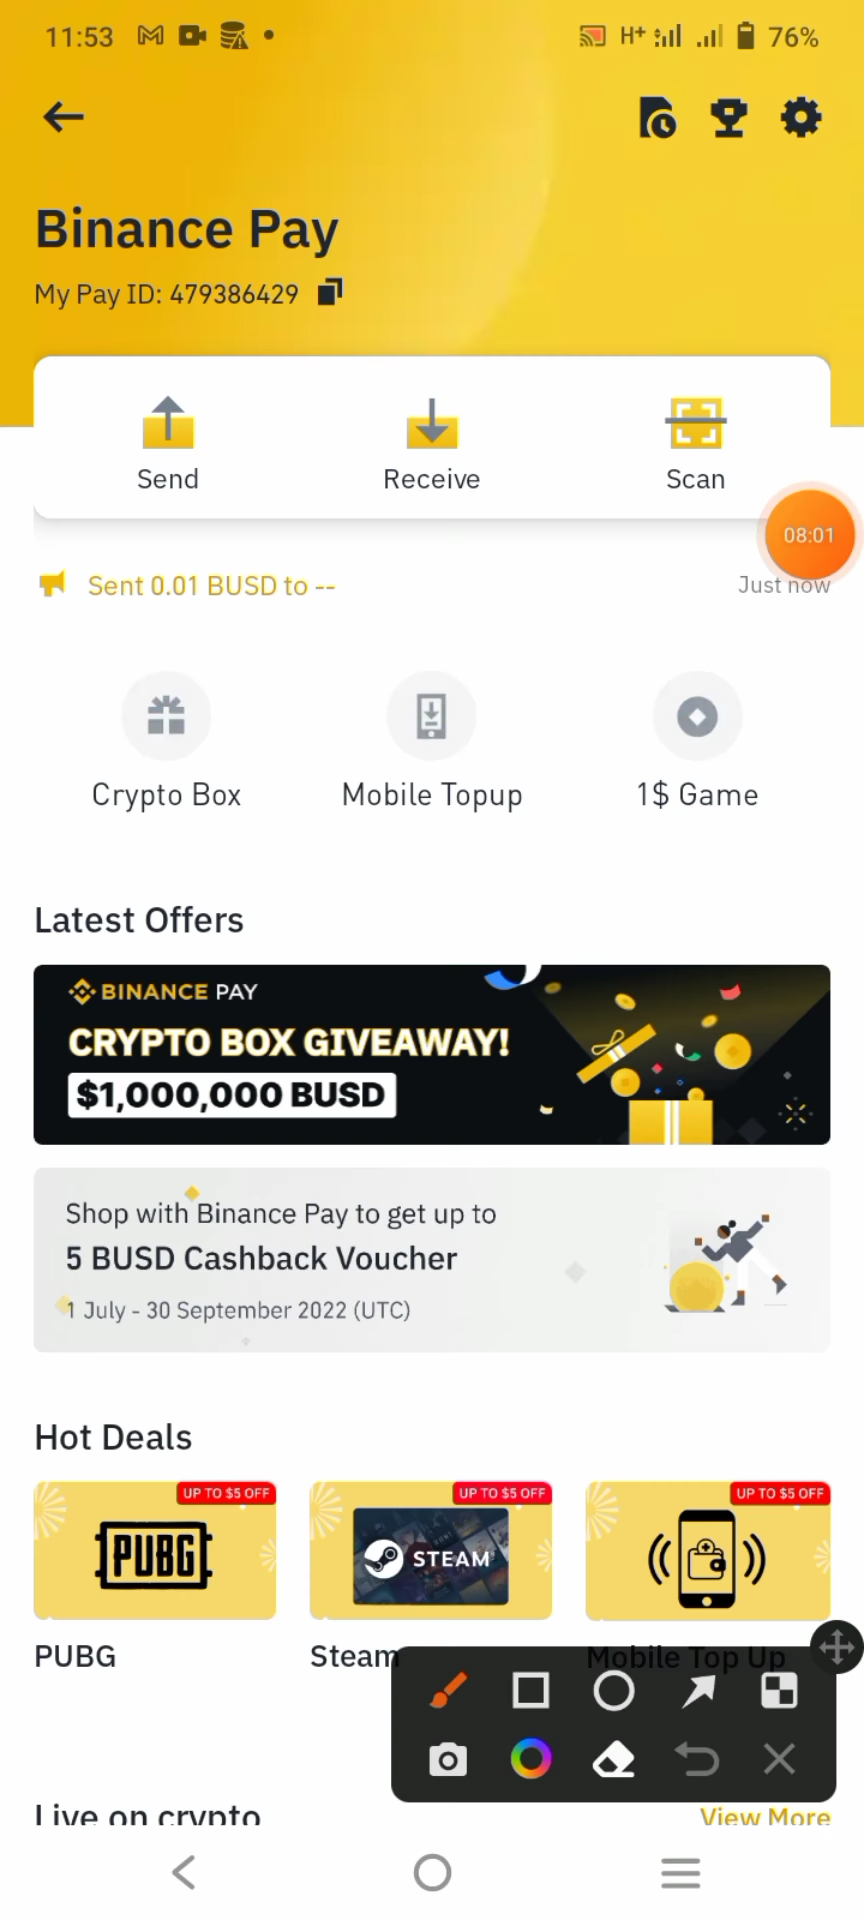 11:53 H+ 76%
Binance Pay
My Pay ID: 479386429
Send Receive Scan
08:01
Sent 0.01 BUSD to -- Just now
Crypto Box Mobile Topup 1$ Game
Latest Offers
BINANCE PAY
CRYPTO BOX GIVEAWAY!
$1,000,000 BUSD
Shop with Binance Pay to get up to
5 BUSD Cashback Voucher
1 July - 30 September 2022 (UTC)
Hot Deals
UP TO $5 OFF UP TO $5 OFF UP TO $5 OFF
PUBG STEAM
PUBG Steam Mobile Top Up
Live on crypto View More